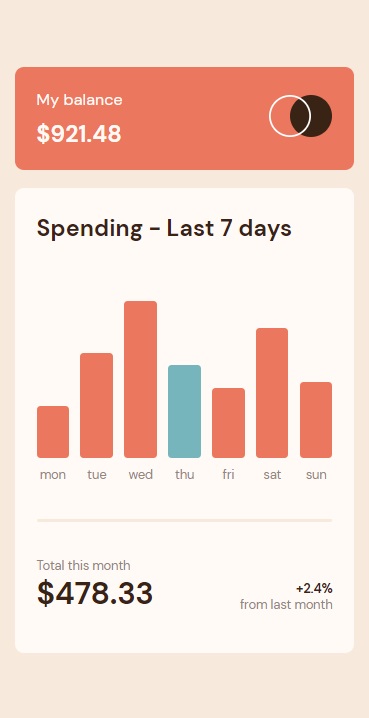 My balance
$921.48
Spending - Last 7 days
mon tue wed thu fri sat sun
Total this month
$478.33
+2.4%
from last month